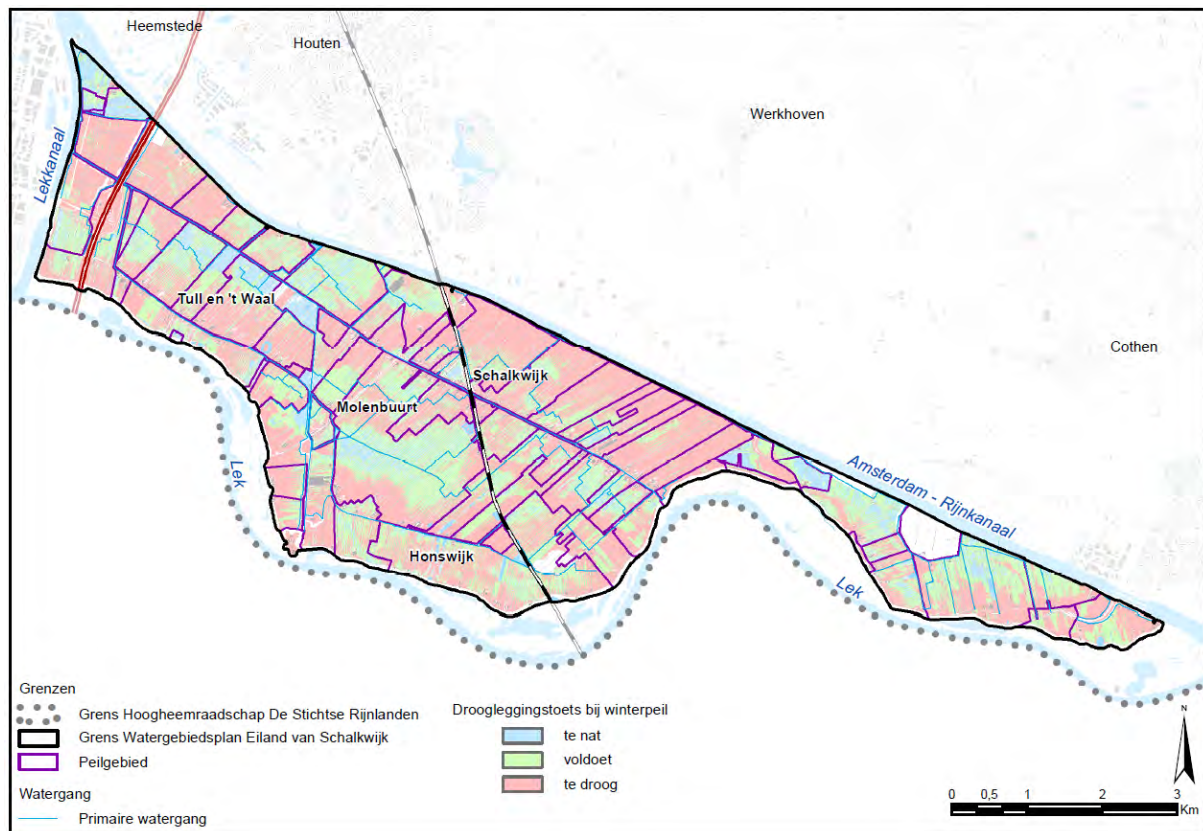 Heemstede
Houten
Werkhoven
Lekkanaal
Tull en 't Waal
Cothen
Schalkwijk
Molenbuurt
Lek
Amsterdam - Rijnkanaal
Honswijk
Lek
Grenzen
Grens Hoogheemraadschap De Stichtse Rijnlanden
Grens Watergebiedsplan Eiland van Schalkwijk
Peilgebied
Watergang
Primaire watergang
Droogleggingstoets bij winterpeil
te nat
voldoet
te droog
N
0 0,5 1 2 3
Km